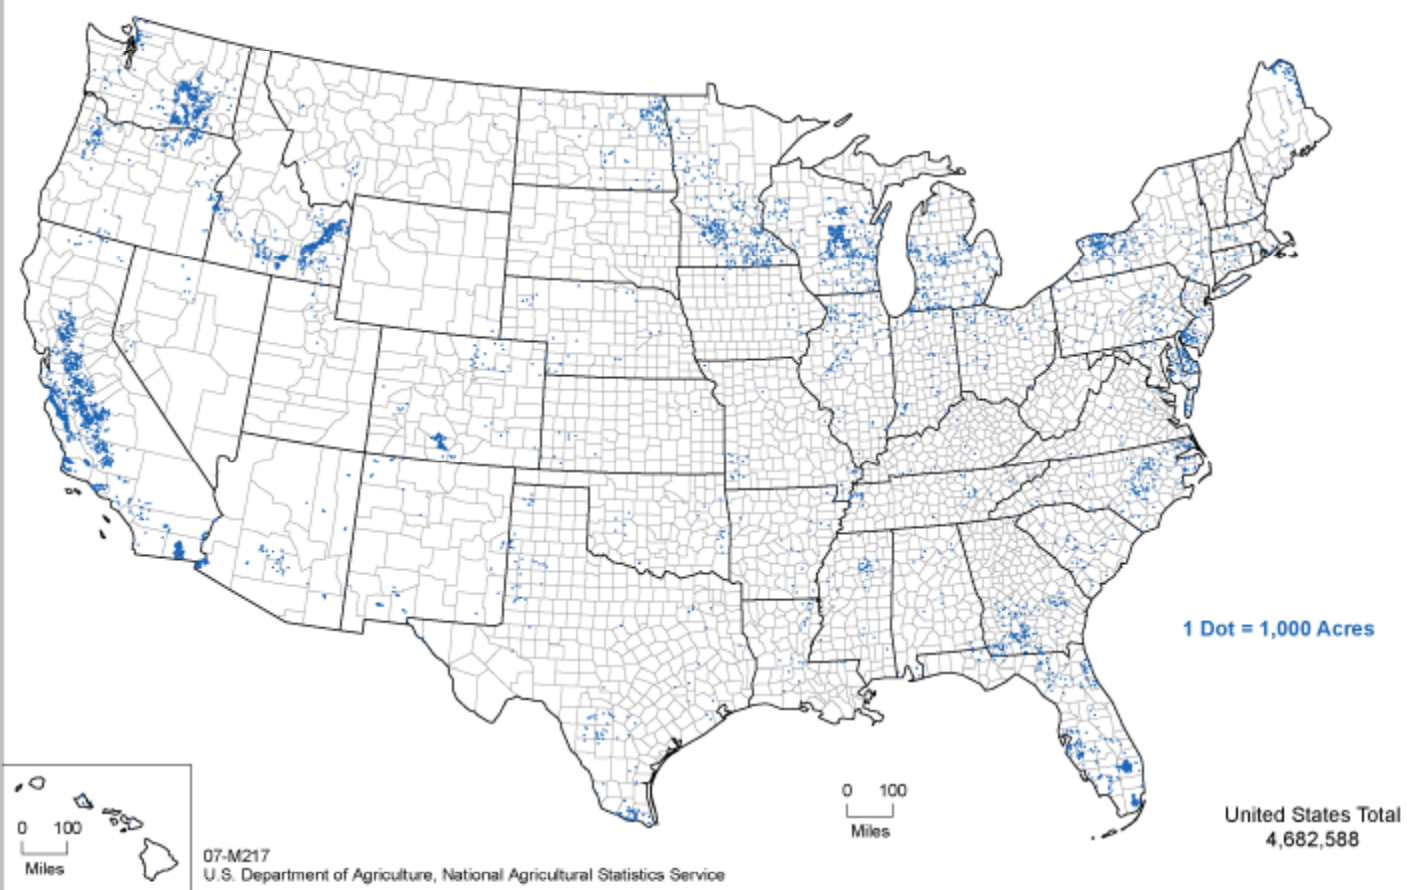 1 Dot = 1,000 Acres
0 100
Miles
United States Total
4,682,588
0 100
Miles
07-M217
U.S. Department of Agriculture, National Agricultural Statistics Service